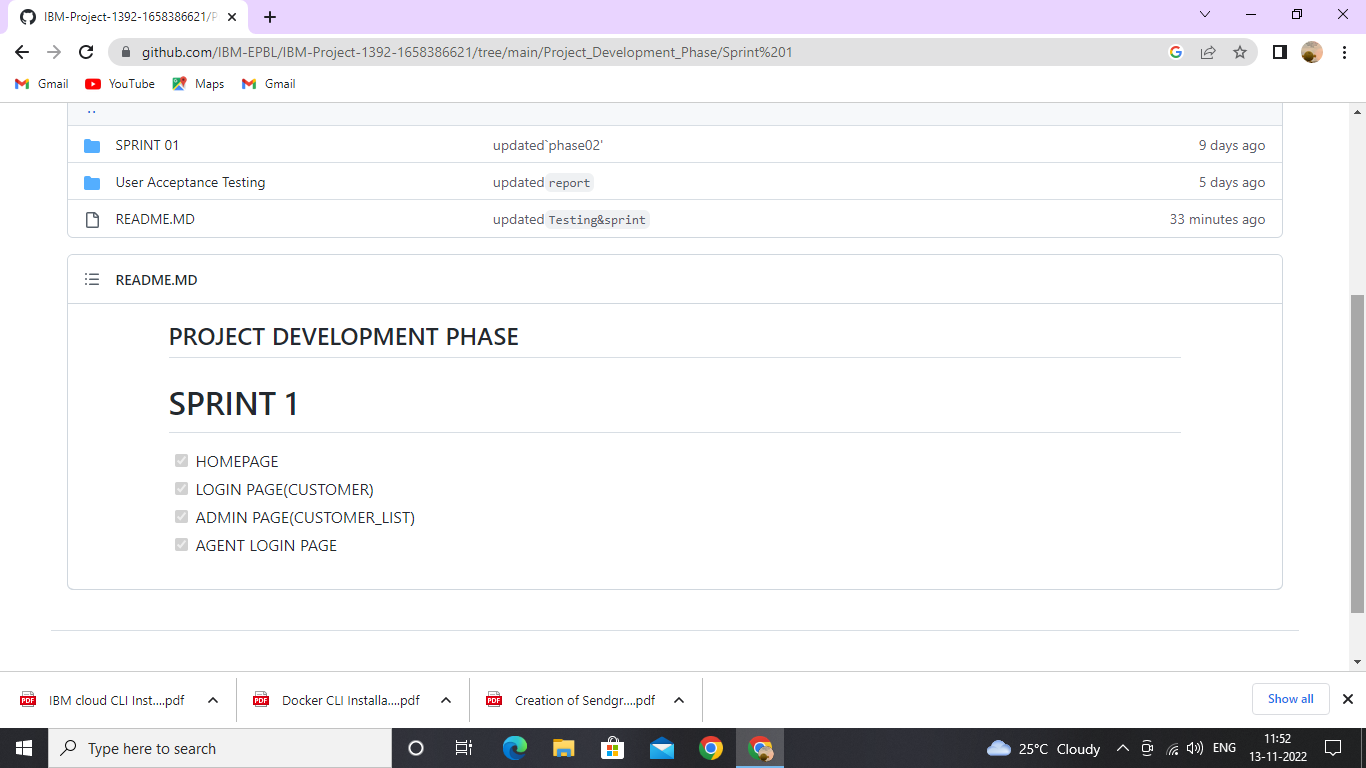 IBM-Project-1392-1658386621/P
github.com/IBM-EPBL/IBM-Project-1392-1658386621/tree/main/Project_Development_Phase/Sprint%201
Gmail YouTube Maps Gmail
..
SPRINT 01 updated`phase02' 9 days ago
User Acceptance Testing updated report 5 days ago
README.MD updated Testing&sprint 33 minutes ago
README.MD
PROJECT DEVELOPMENT PHASE
SPRINT 1
HOMEPAGE
LOGIN PAGE(CUSTOMER)
ADMIN PAGE(CUSTOMER_LIST)
AGENT LOGIN PAGE
PDF IBM cloud CLI Inst....pdf PDF Docker CLI Installa....pdf PDF Creation of Sendgr....pdf Show all
Type here to search 25°C Cloudy ENG 11:52
13-11-2022